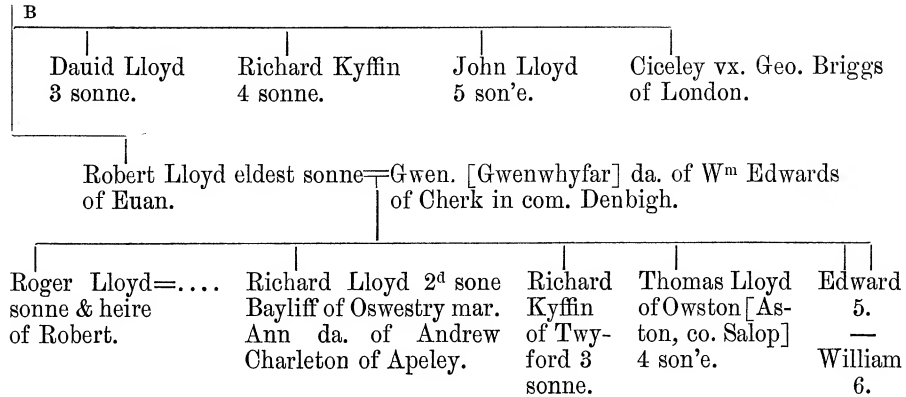 B
Dauid Lloyd
3 sonne.
Richard Kyffin
4 sonne.
John Lloyd
5 son'e.
Ciceley vx. Geo. Briggs
of London.
Robert Lloyd eldest sonne=Gwen. [Gwenwhyfar] da. of Wᵐ Edwards
of Euan.
of Cherk in com. Denbigh.
Roger Lloyd=....
sonne & heire
of Robert.
Richard Lloyd 2ᵈ sone
Bayliff of Oswestry mar.
Ann da. of Andrew
Charleton of Apeley.
Richard
Kyffin
of Twy-
ford 3
sonne.
Thomas Lloyd
of Owston [As-
ton, co. Salop]
4 son'e.
Edward
5.
—
William
6.